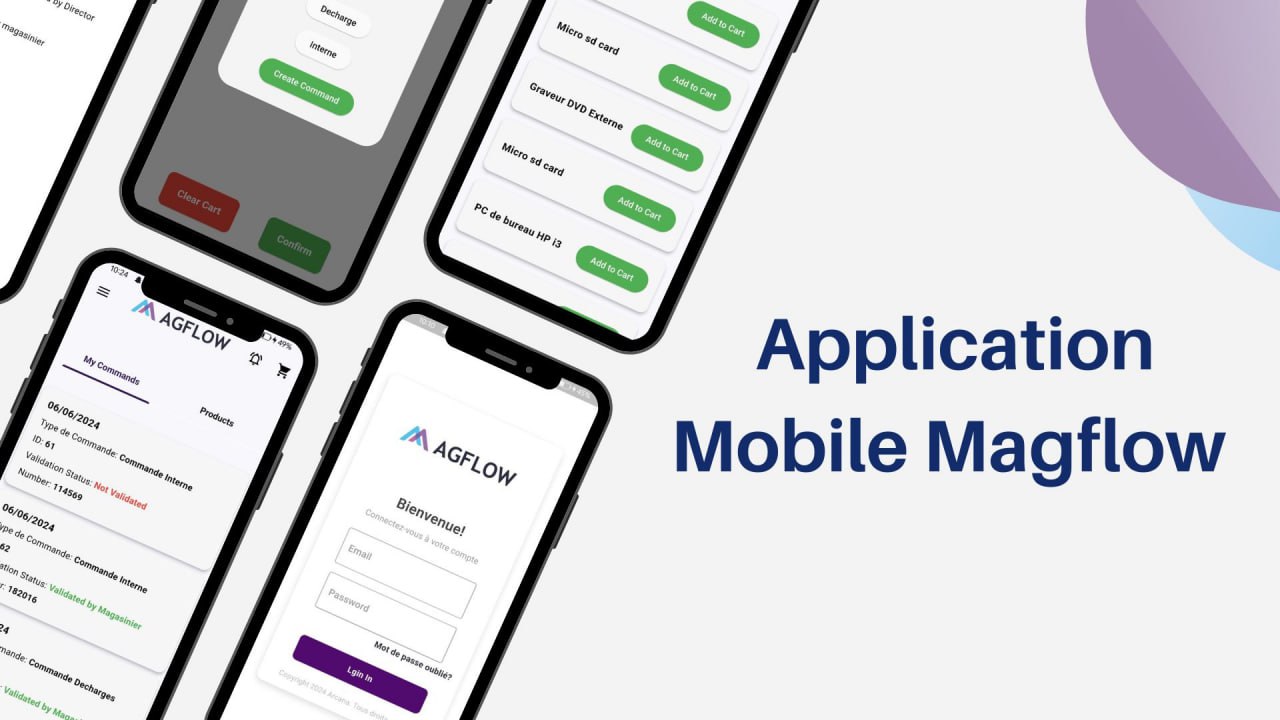 by Director
magasinier
Decharge
Interne
Create Command
Clear Cart
Confirm
Add to Cart
Micro sd card
Add to Cart
Graveur DVD Externe
Add to Cart
Micro sd card
Add to Cart
PC de bureau HP i3
Add to Cart
10:24
49%
AGFLOW
My Commands
Products
06/06/2024
Type de Commande: Commande Interne
ID: 61
Validation Status: Not Validated
Number: 114569
06/06/2024
ype de Commande: Commande Interne
62
ation Status: Validated by Magasinier
er: 182016
24
mande: Commande Decharges
Validated by Magas
10:10
AGFLOW
Bienvenue!
Connectez-vous à votre compte
Email
Password
Mot de passe oublié?
Lgin In
Copyright 2024 Arcana. Tous droits
Application
Mobile Magflow